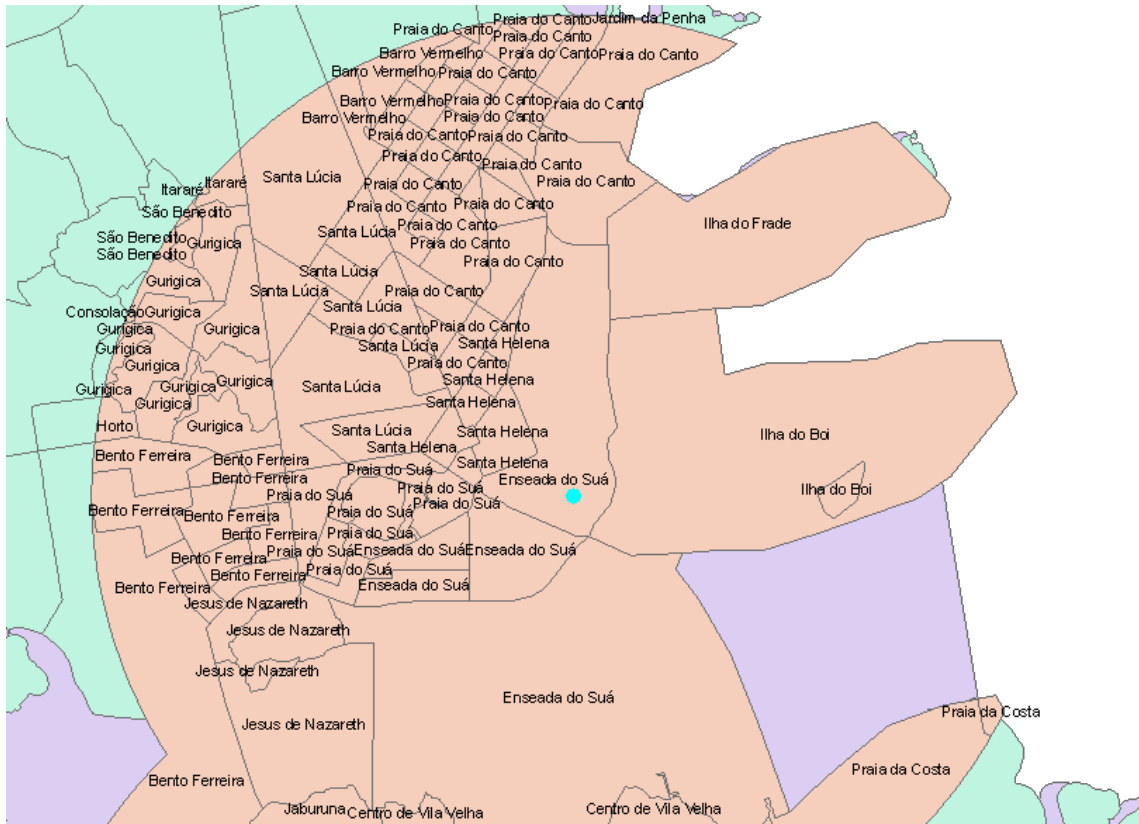 Praia do Canto
Jardim da Penha
Praia do Canto
Praia do Canto
Barro Vermelho
Praia do Canto
Praia do Canto
Barro Vermelho
Praia do Canto
Barro Vermelho
Praia do Canto
Praia do Canto
Barro Vermelho
Praia do Canto
Praia do Canto
Praia do Canto
Praia do Canto
Praia do Canto
Itararé
Itararé
Santa Lúcia
Praia do Canto
Praia do Canto
São Benedito
Praia do Canto
Praia do Canto
Ilha do Frade
São Benedito
Gurigica
Santa Lúcia
Praia do Canto
São Benedito
Praia do Canto
Praia do Canto
Gurigica
Santa Lúcia
Santa Lúcia
Praia do Canto
Consolação
Gurigica
Santa Lúcia
Gurigica
Gurigica
Praia do Canto
Praia do Canto
Gurigica
Santa Lúcia
Santa Helena
Gurigica
Praia do Canto
Gurigica
Gurigica
Gurigica
Santa Lúcia
Santa Helena
Gurigica
Santa Helena
Horto
Gurigica
Santa Lúcia
Santa Helena
Ilha do Boi
Bento Ferreira
Bento Ferreira
Santa Helena
Bento Ferreira
Praia do Suá
Santa Helena
Enseada do Suá
Praia do Suá
Praia do Suá
Praia do Suá
Ilha do Boi
Bento Ferreira
Bento Ferreira
Praia do Suá
Bento Ferreira
Praia do Suá
Bento Ferreira
Praia do Suá
Enseada do Suá
Enseada do Suá
Bento Ferreira
Bento Ferreira
Praia do Suá
Enseada do Suá
Jesus de Nazareth
Jesus de Nazareth
Jesus de Nazareth
Enseada do Suá
Jesus de Nazareth
Praia da Costa
Bento Ferreira
Praia da Costa
Jaburuna
Centro de Vila Velha
Centro de Vila Velha